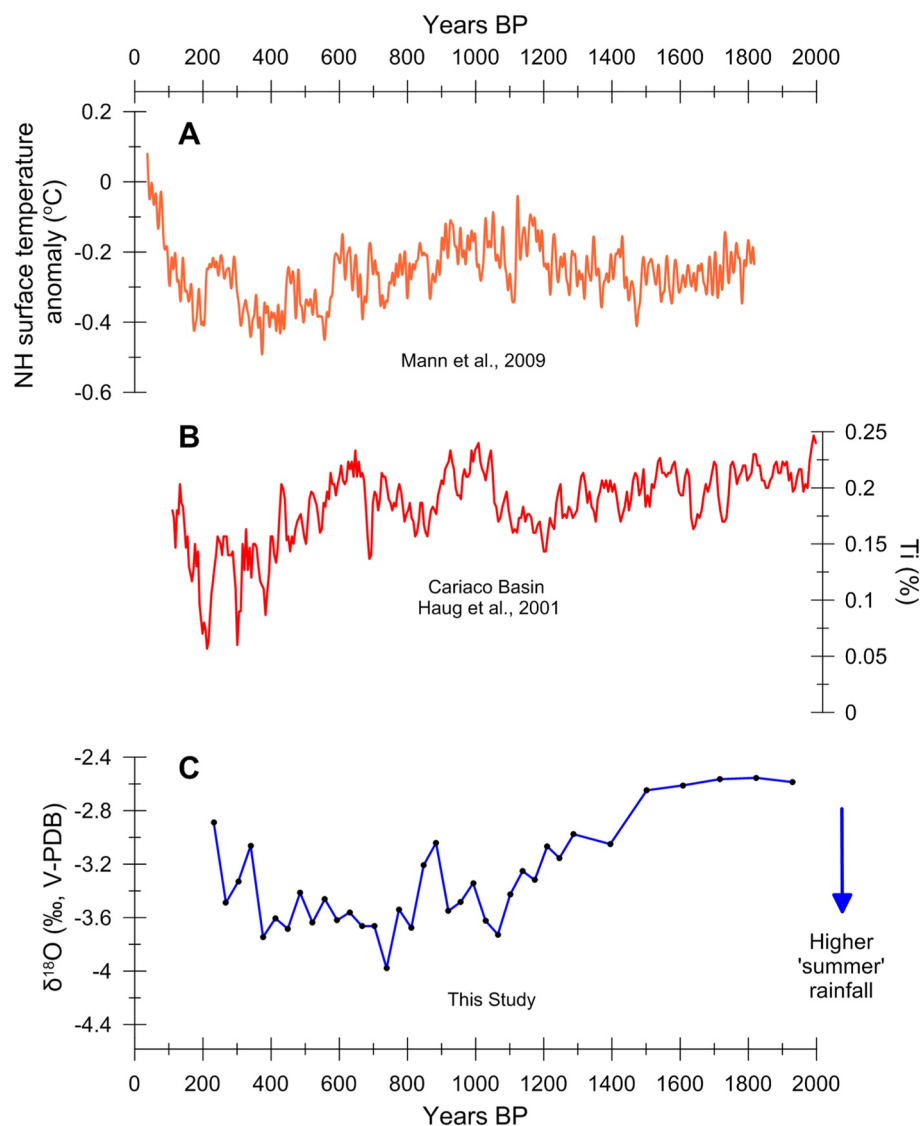 Years BP
0 200 400 600 800 1000 1200 1400 1600 1800 2000
A
0.2
0
-0.2
-0.4
-0.6
NH surface temperature
anomaly (°C)
Mann et al., 2009
B
0.25
0.2
0.15
0.1
0.05
0
Ti (%)
Cariaco Basin
Haug et al., 2001
C
-2.4
-2.8
-3.2
-3.6
-4
-4.4
δ¹⁸O (‰, V-PDB)
This Study
Higher
'summer'
rainfall
0 200 400 600 800 1000 1200 1400 1600 1800 2000
Years BP